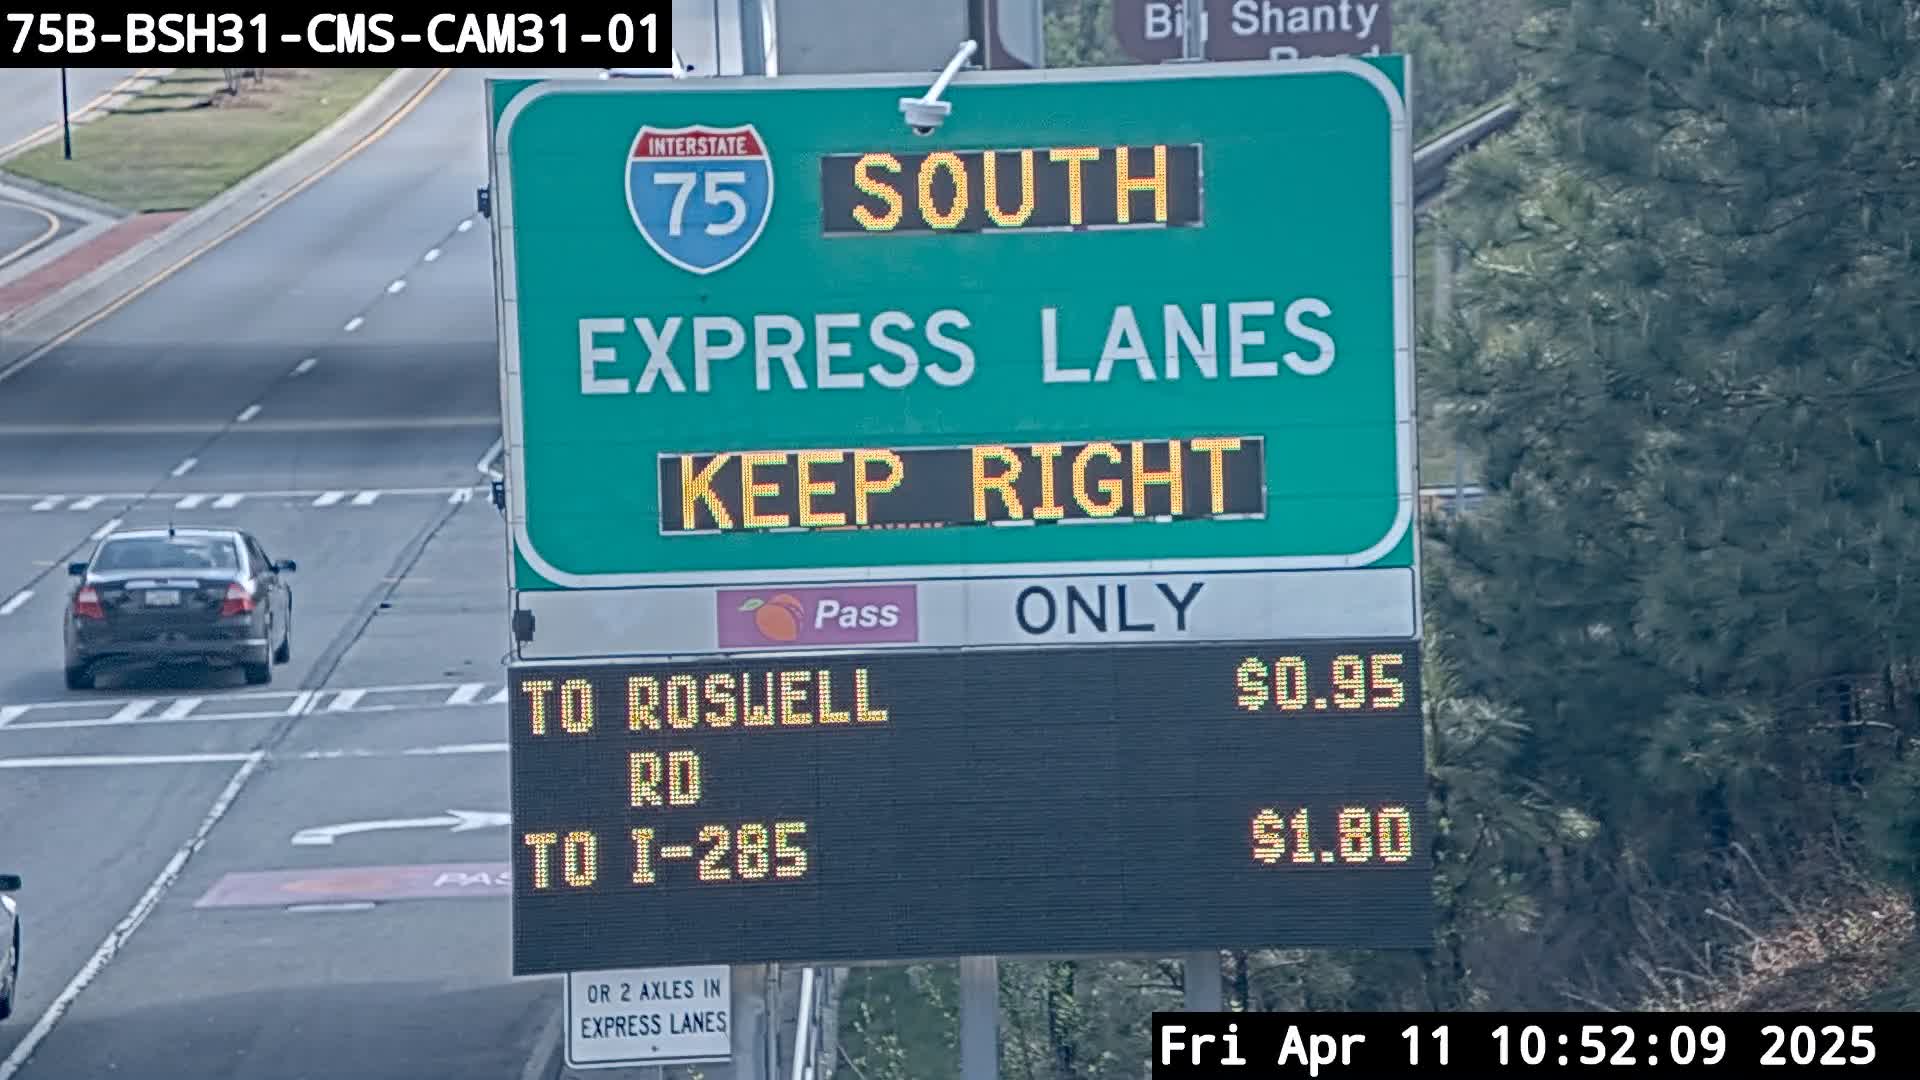 75B-BSH31-CMS-CAM31-01
Big Shanty
Road
INTERSTATE
75
SOUTH
EXPRESS LANES
KEEP RIGHT
Pass ONLY
TO ROSWELL $0.95
RD
TO I-285 $1.80
OR 2 AXLES IN
EXPRESS LANES
Fri Apr 11 10:52:09 2025